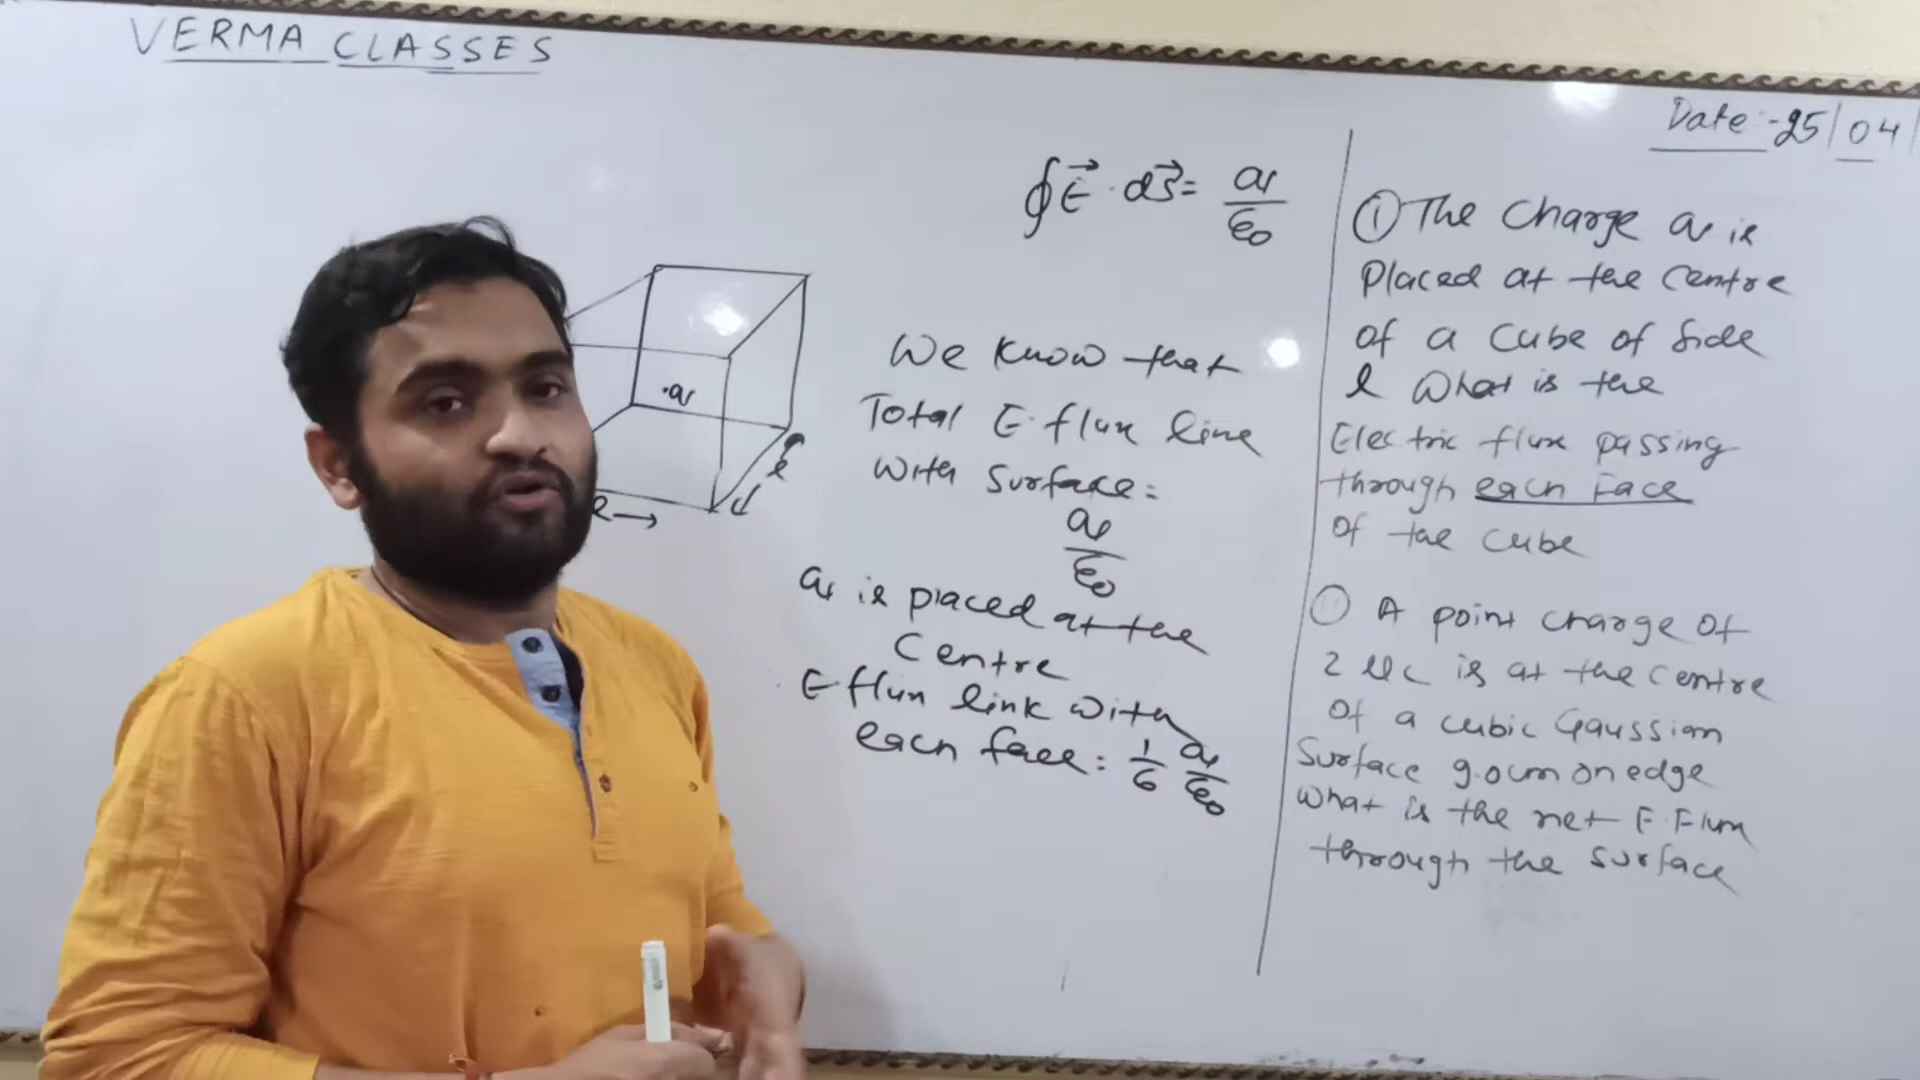 VERMA CLASSES
Date :- 25/04/
∮E⃗ · dS⃗ = q/ε₀
.q
l
l→
We know that
Total E. flux line
with surface =
q/ε₀
q is placed at the
Centre
E flux link with
each face = 1/6 q/ε₀
① The charge q is
placed at the centre
of a cube of side
l What is the
Electric flux passing
through each Face
of the cube
A point charge of
2 μc is at the centre
of a cubic Gaussian
Surface 9.0cm on edge
What is the net E.Flux
through the surface